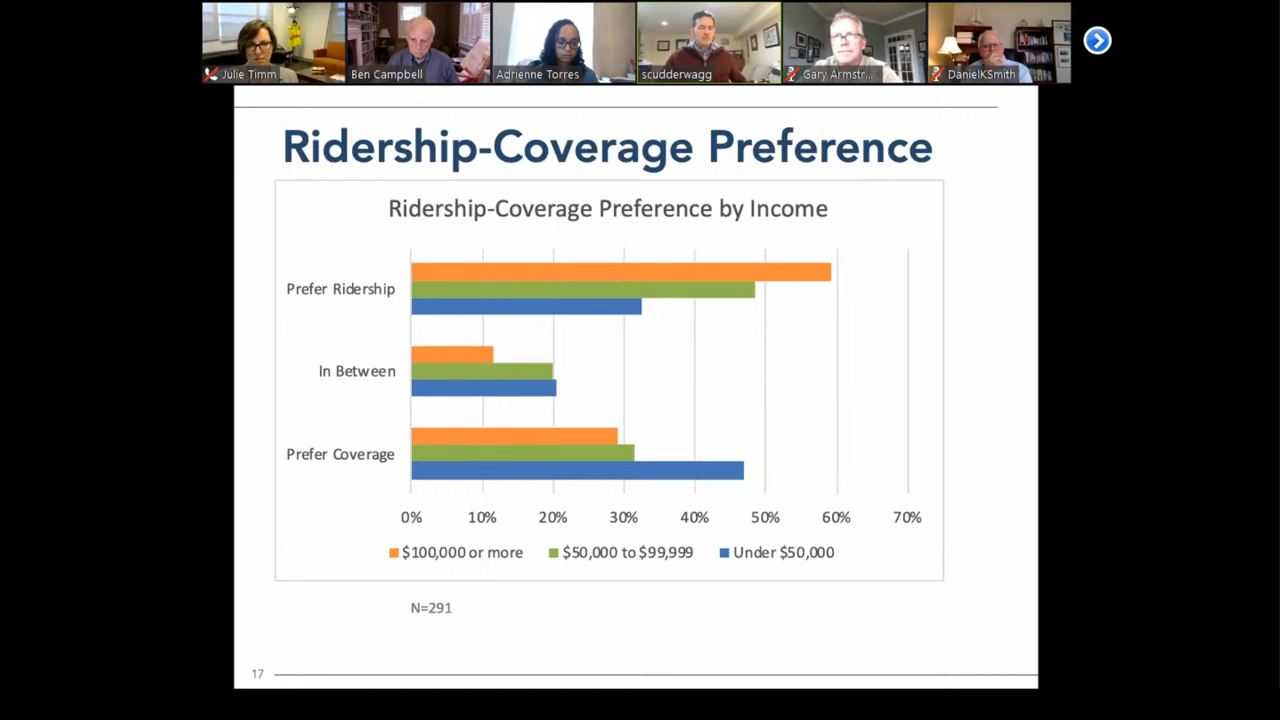 Julie Timm
Ben Campbell
Adrienne Torres
scudderwagg
Gary Armstr...
DanielKSmith
Ridership-Coverage Preference
Ridership-Coverage Preference by Income
Prefer Ridership
In Between
Prefer Coverage
0% 10% 20% 30% 40% 50% 60% 70%
$100,000 or more $50,000 to $99,999 Under $50,000
N=291
17